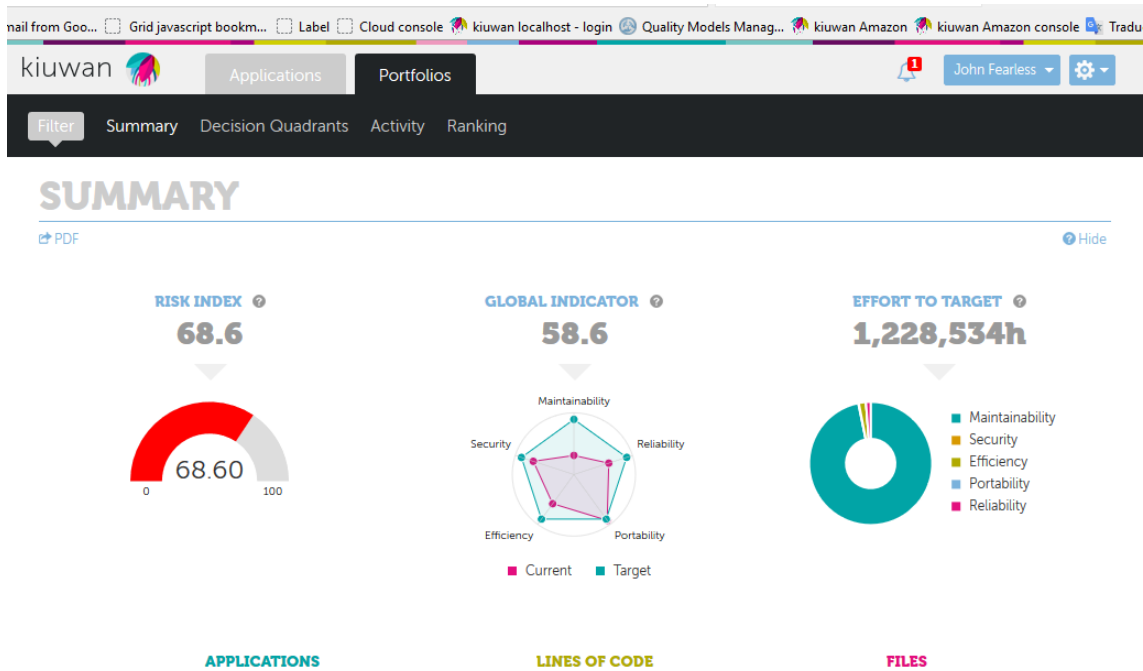 nail from Goo... Grid javascript bookm... Label Cloud console kiuwan localhost - login Quality Models Manag... kiuwan Amazon kiuwan Amazon console Tradu
kiuwan Applications Portfolios 1 John Fearless
Filter Summary Decision Quadrants Activity Ranking
SUMMARY
PDF Hide
RISK INDEX ? GLOBAL INDICATOR ? EFFORT TO TARGET ?
68.6 58.6 1,228,534h
68.60
0 100
Maintainability
Security Reliability
Efficiency Portability
Current Target
Maintainability
Security
Efficiency
Portability
Reliability
APPLICATIONS LINES OF CODE FILES